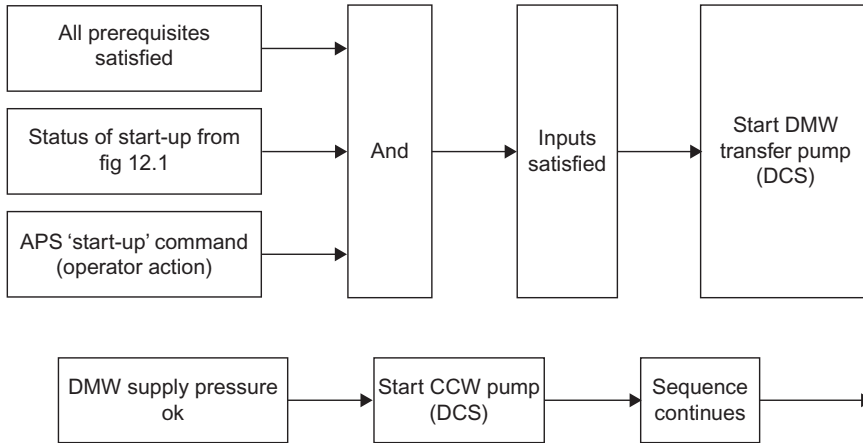 All prerequisites
satisfied
Status of start-up from
fig 12.1
APS ‘start-up’ command
(operator action)
And
Inputs
satisfied
Start DMW
transfer pump
(DCS)
DMW supply pressure
ok
Start CCW pump
(DCS)
Sequence
continues